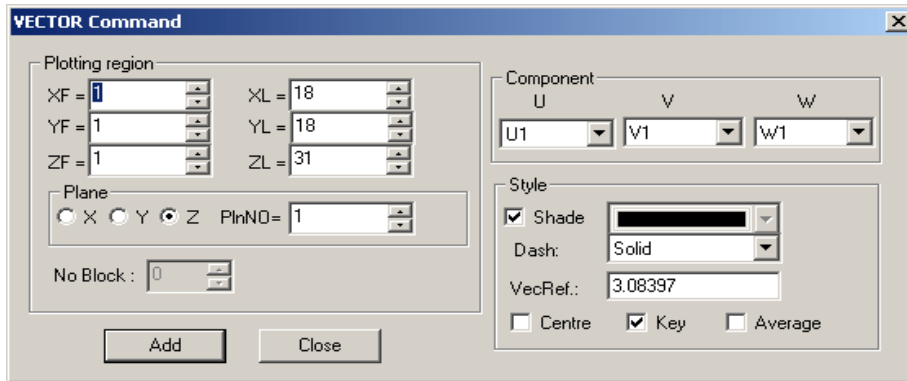 VECTOR Command
Plotting region
XF = 1 XL = 18
YF = 1 YL = 18
ZF = 1 ZL = 31
Plane
X Y Z PlnNO= 1
No Block : 0
Add Close
Component
U V W
U1 V1 W1
Style
Shade
Dash: Solid
VecRef.: 3.08397
Centre Key Average